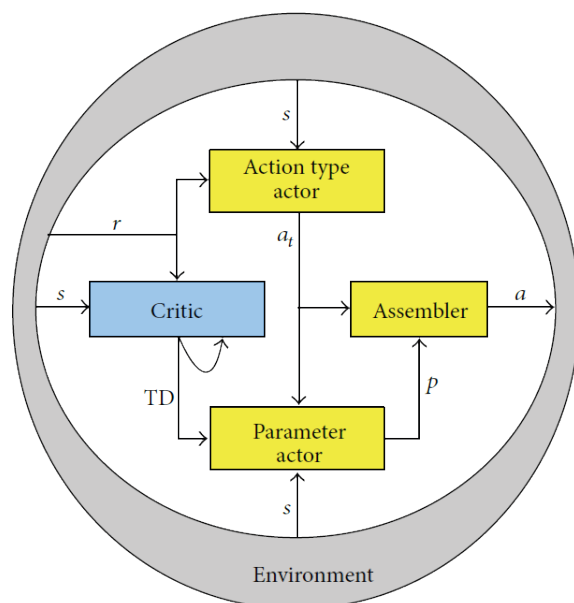 s
Action type
actor
r
a_t
s
Critic
Assembler
a
TD
p
Parameter
actor
s
Environment